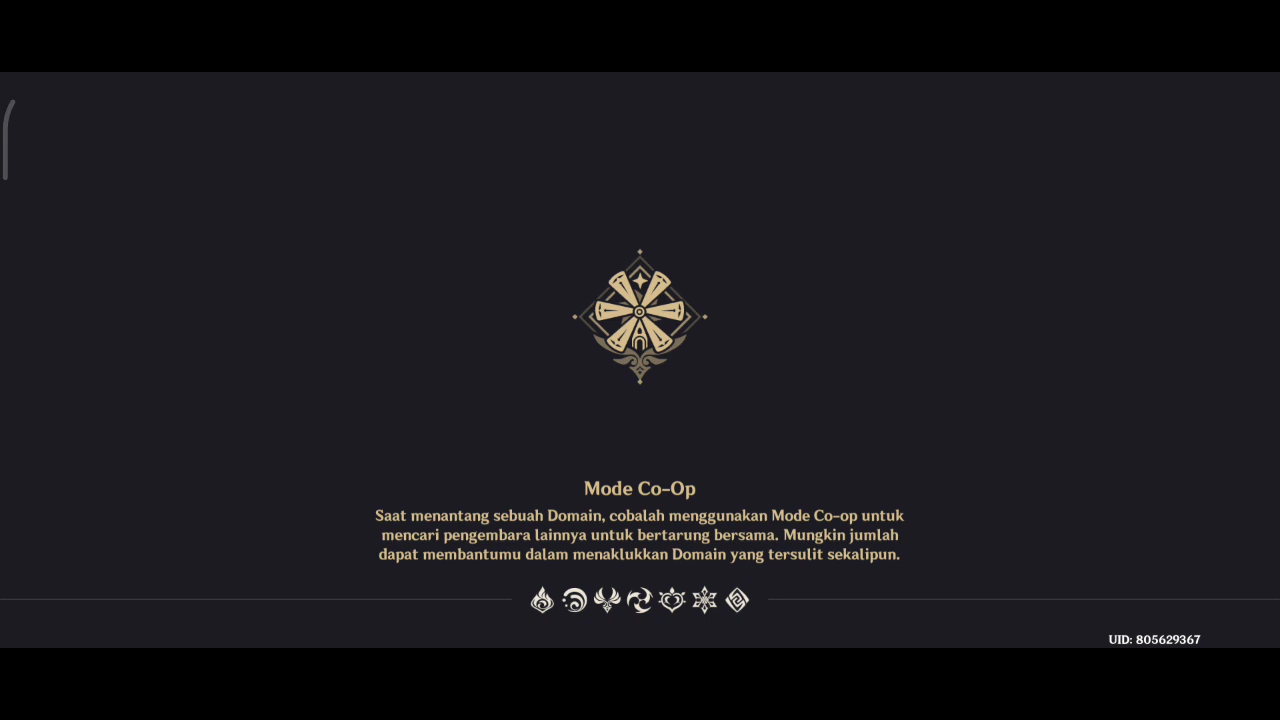 Mode Co-Op
Saat menantang sebuah Domain, cobalah menggunakan Mode Co-op untuk
mencari pengembara lainnya untuk bertarung bersama. Mungkin jumlah
dapat membantumu dalam menaklukkan Domain yang tersulit sekalipun.
UID: 805629367